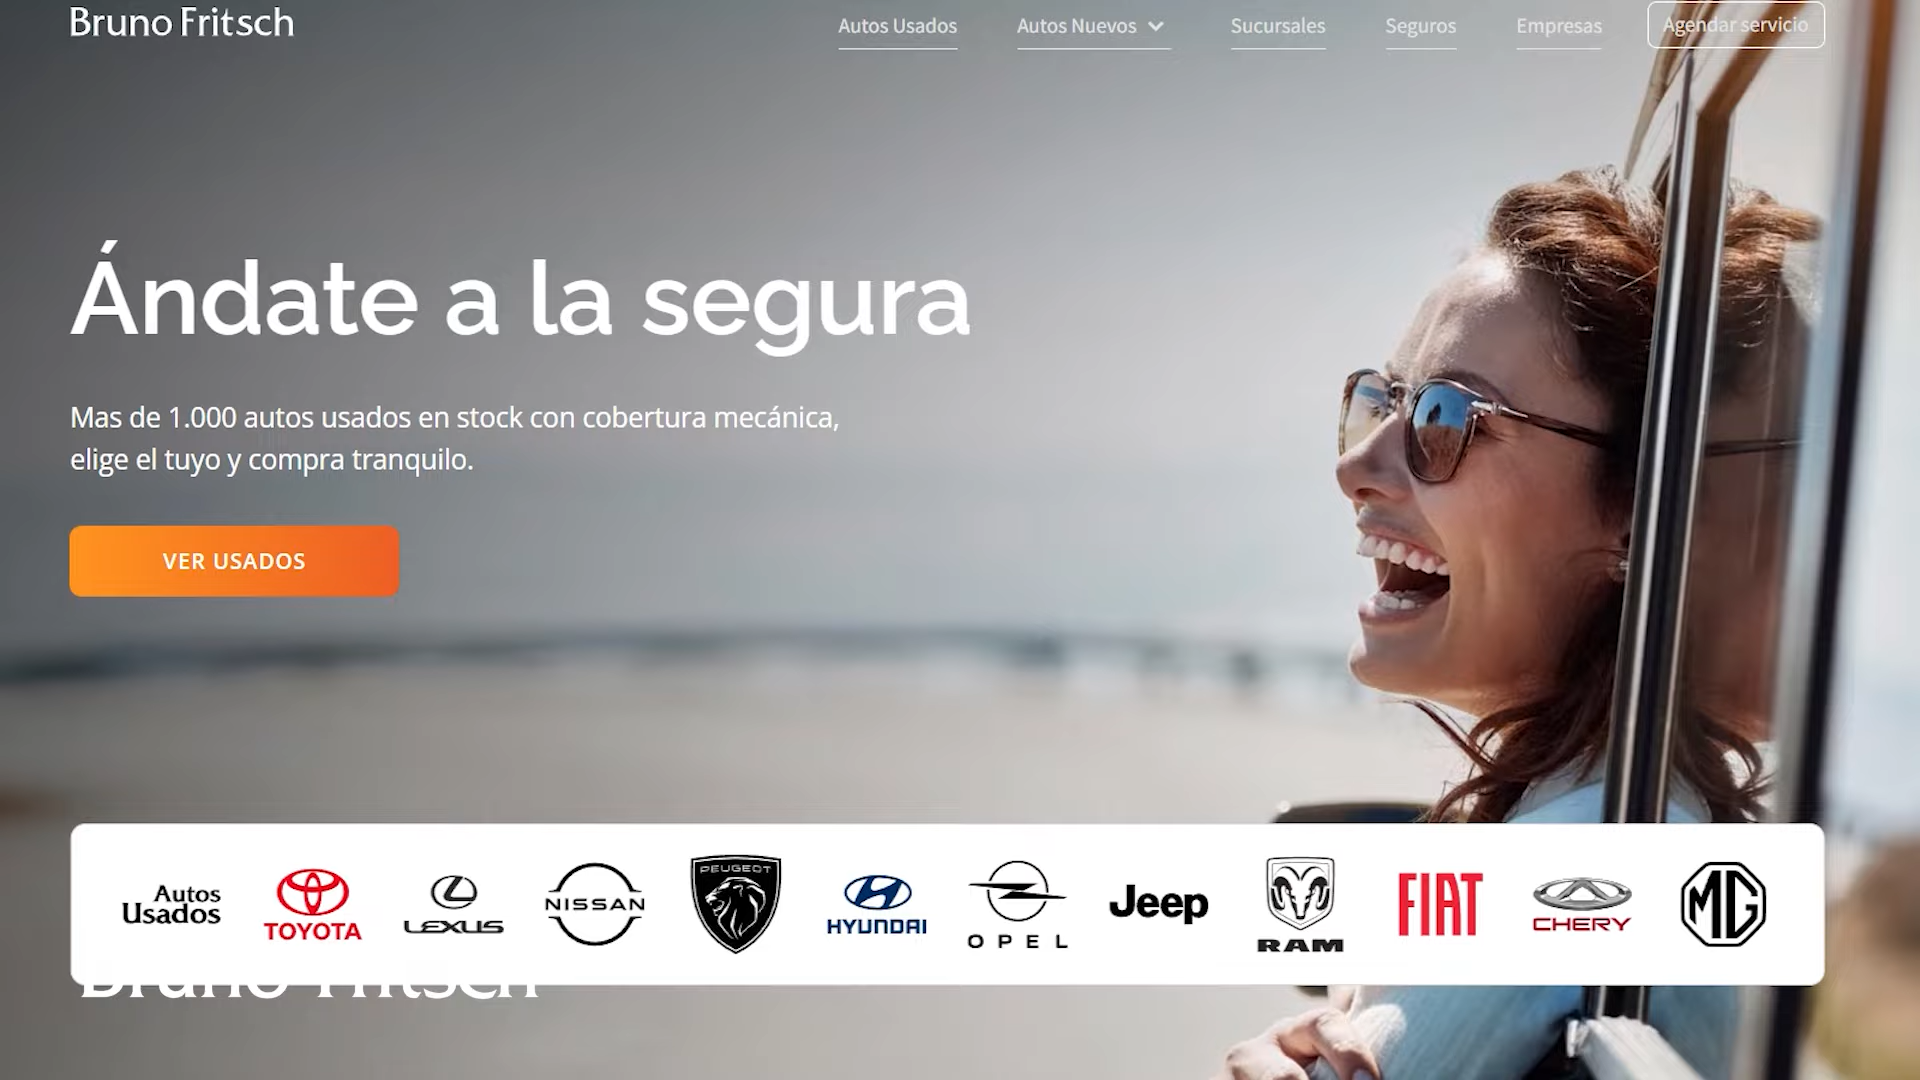 Bruno Fritsch
Autos Usados
Autos Nuevos
Sucursales
Seguros
Empresas
Agendar servicio
Ándate a la segura
Mas de 1.000 autos usados en stock con cobertura mecánica,
elige el tuyo y compra tranquilo.
VER USADOS
Autos
Usados
TOYOTA
LEXUS
NISSAN
PEUGEOT
HYUNDAI
OPEL
Jeep
RAM
FIAT
CHERY
MG
Bruno Fritsch